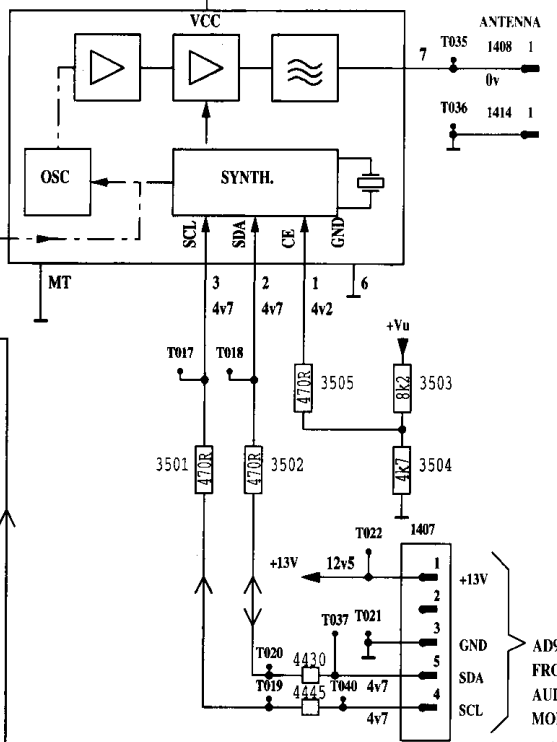 VCC
ANTENNA
7 T035 1408 1
0v
T036 1414 1
OSC SYNTH.
SCL SDA CE GND
MT 3 2 1 6
4v7 4v7 4v2
T017 T018
+Vu
470R 3505 8k2 3503
3501 470R 470R 3502 4k7 3504
T022 1407
+13V 12v5 1 +13V
2
T037 T021 3 GND
T020 4430 4v7 5 SDA
T019 4445 T040 4v7 4 SCL
FRO